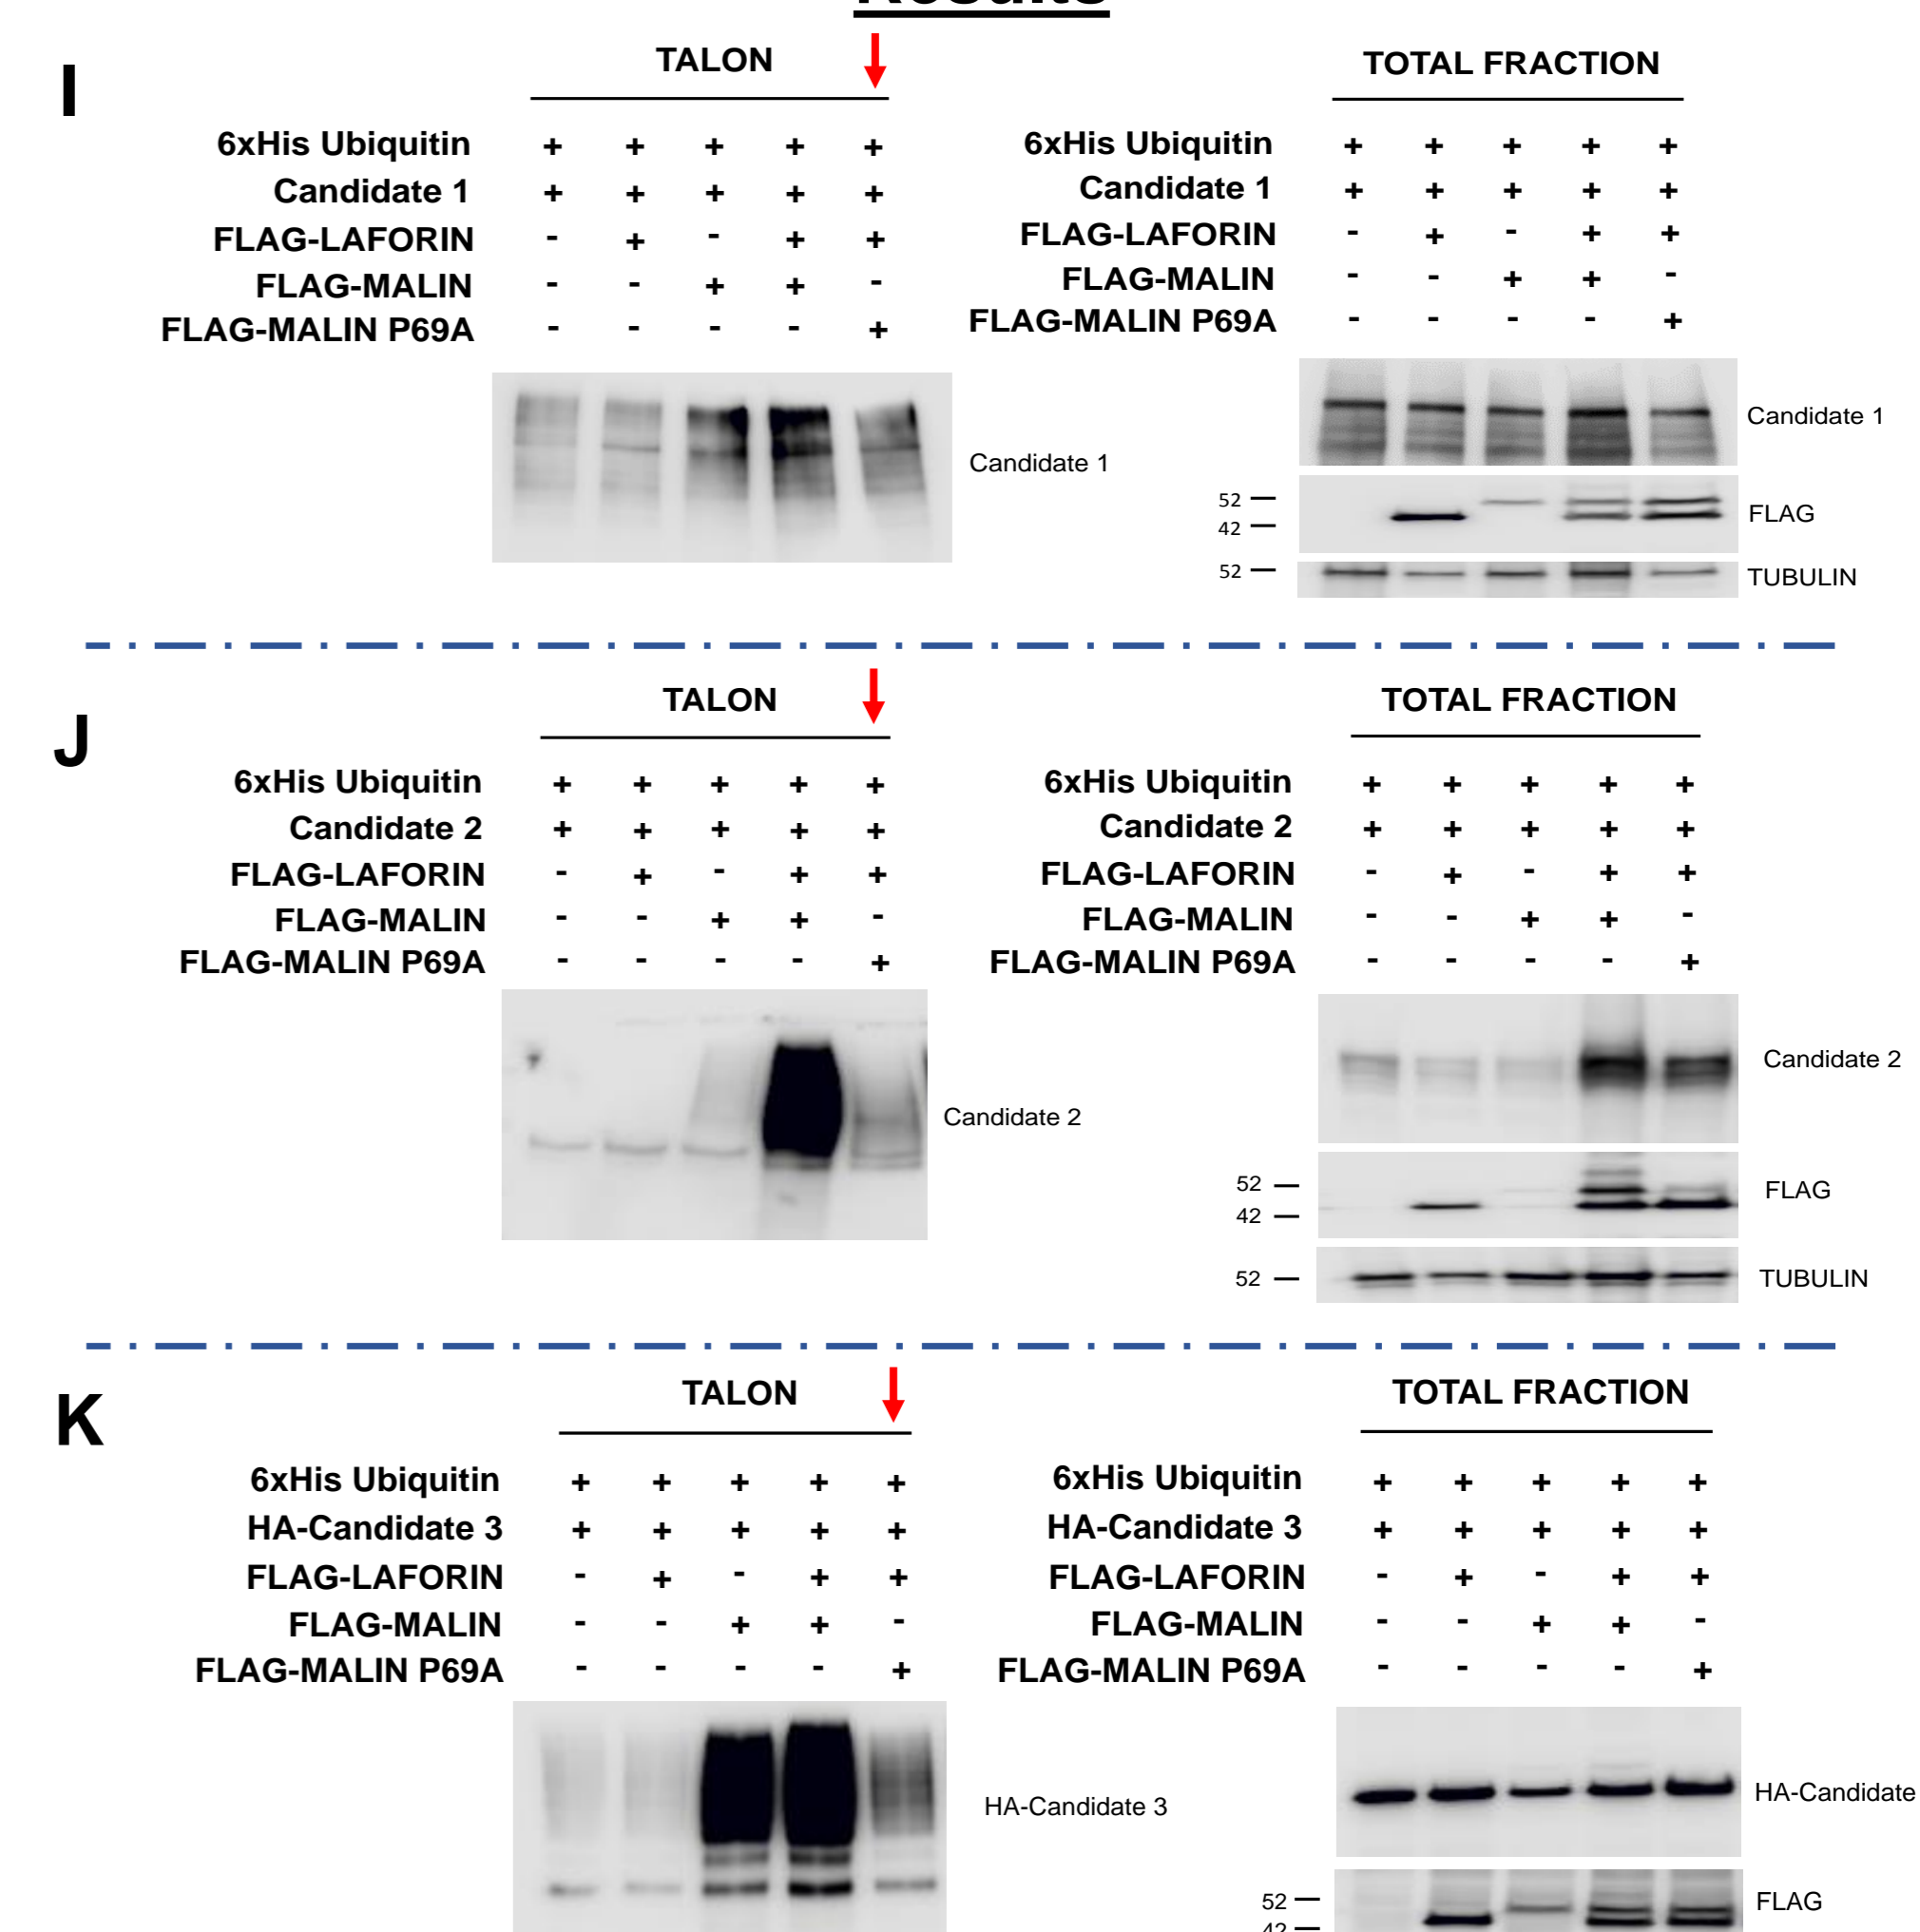 I
TALON
6xHis Ubiquitin + + + + +
Candidate 1 + + + + +
FLAG-LAFORIN - + - + +
FLAG-MALIN - - + + -
FLAG-MALIN P69A - - - - +
Candidate 1
TOTAL FRACTION
6xHis Ubiquitin + + + + +
Candidate 1 + + + + +
FLAG-LAFORIN - + - + +
FLAG-MALIN - - + + -
FLAG-MALIN P69A - - - - +
Candidate 1
52
42
FLAG
52
TUBULIN
J
TALON
6xHis Ubiquitin + + + + +
Candidate 2 + + + + +
FLAG-LAFORIN - + - + +
FLAG-MALIN - - + + -
FLAG-MALIN P69A - - - - +
Candidate 2
TOTAL FRACTION
6xHis Ubiquitin + + + + +
Candidate 2 + + + + +
FLAG-LAFORIN - + - + +
FLAG-MALIN - - + + -
FLAG-MALIN P69A - - - - +
Candidate 2
52
42
FLAG
52
TUBULIN
K
TALON
6xHis Ubiquitin + + + + +
HA-Candidate 3 + + + + +
FLAG-LAFORIN - + - + +
FLAG-MALIN - - + + -
FLAG-MALIN P69A - - - - +
HA-Candidate 3
TOTAL FRACTION
6xHis Ubiquitin + + + + +
HA-Candidate 3 + + + + +
FLAG-LAFORIN - + - + +
FLAG-MALIN - - + + -
FLAG-MALIN P69A - - - - +
HA-Candidate
52
42
FLAG